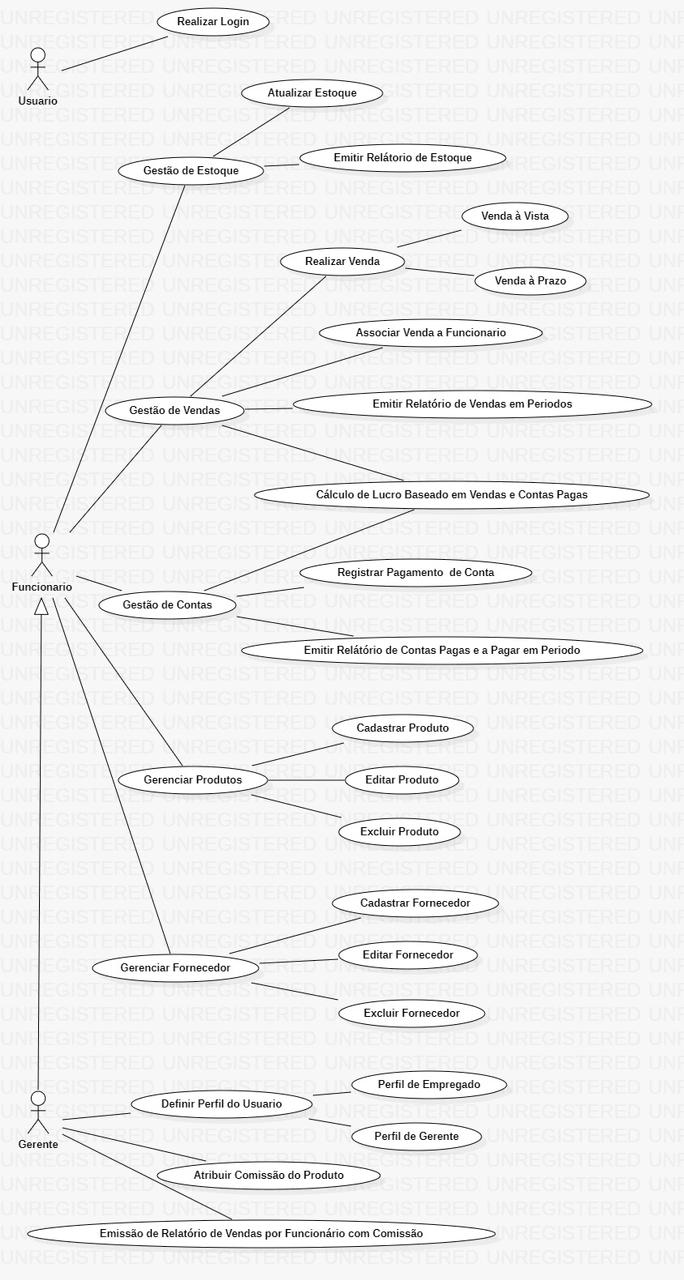 Realizar Login
Usuario
Atualizar Estoque
Emitir Relátorio de Estoque
Gestão de Estoque
Venda à Vista
Realizar Venda
Venda à Prazo
Associar Venda a Funcionario
Emitir Relatório de Vendas em Periodos
Gestão de Vendas
Cálculo de Lucro Baseado em Vendas e Contas Pagas
Funcionario
Registrar Pagamento  de Conta
Gestão de Contas
Emitir Relátório de Contas Pagas e a Pagar em Periodo
Cadastrar Produto
Gerenciar Produtos
Editar Produto
Excluir Produto
Cadastrar Fornecedor
Editar Fornecedor
Gerenciar Fornecedor
Excluir Fornecedor
Perfil de Empregado
Definir Perfil do Usuario
Perfil de Gerente
Gerente
Atribuir Comissão do Produto
Emissão de Relatório de Vendas por Funcionário com Comissão
UNREGISTERED